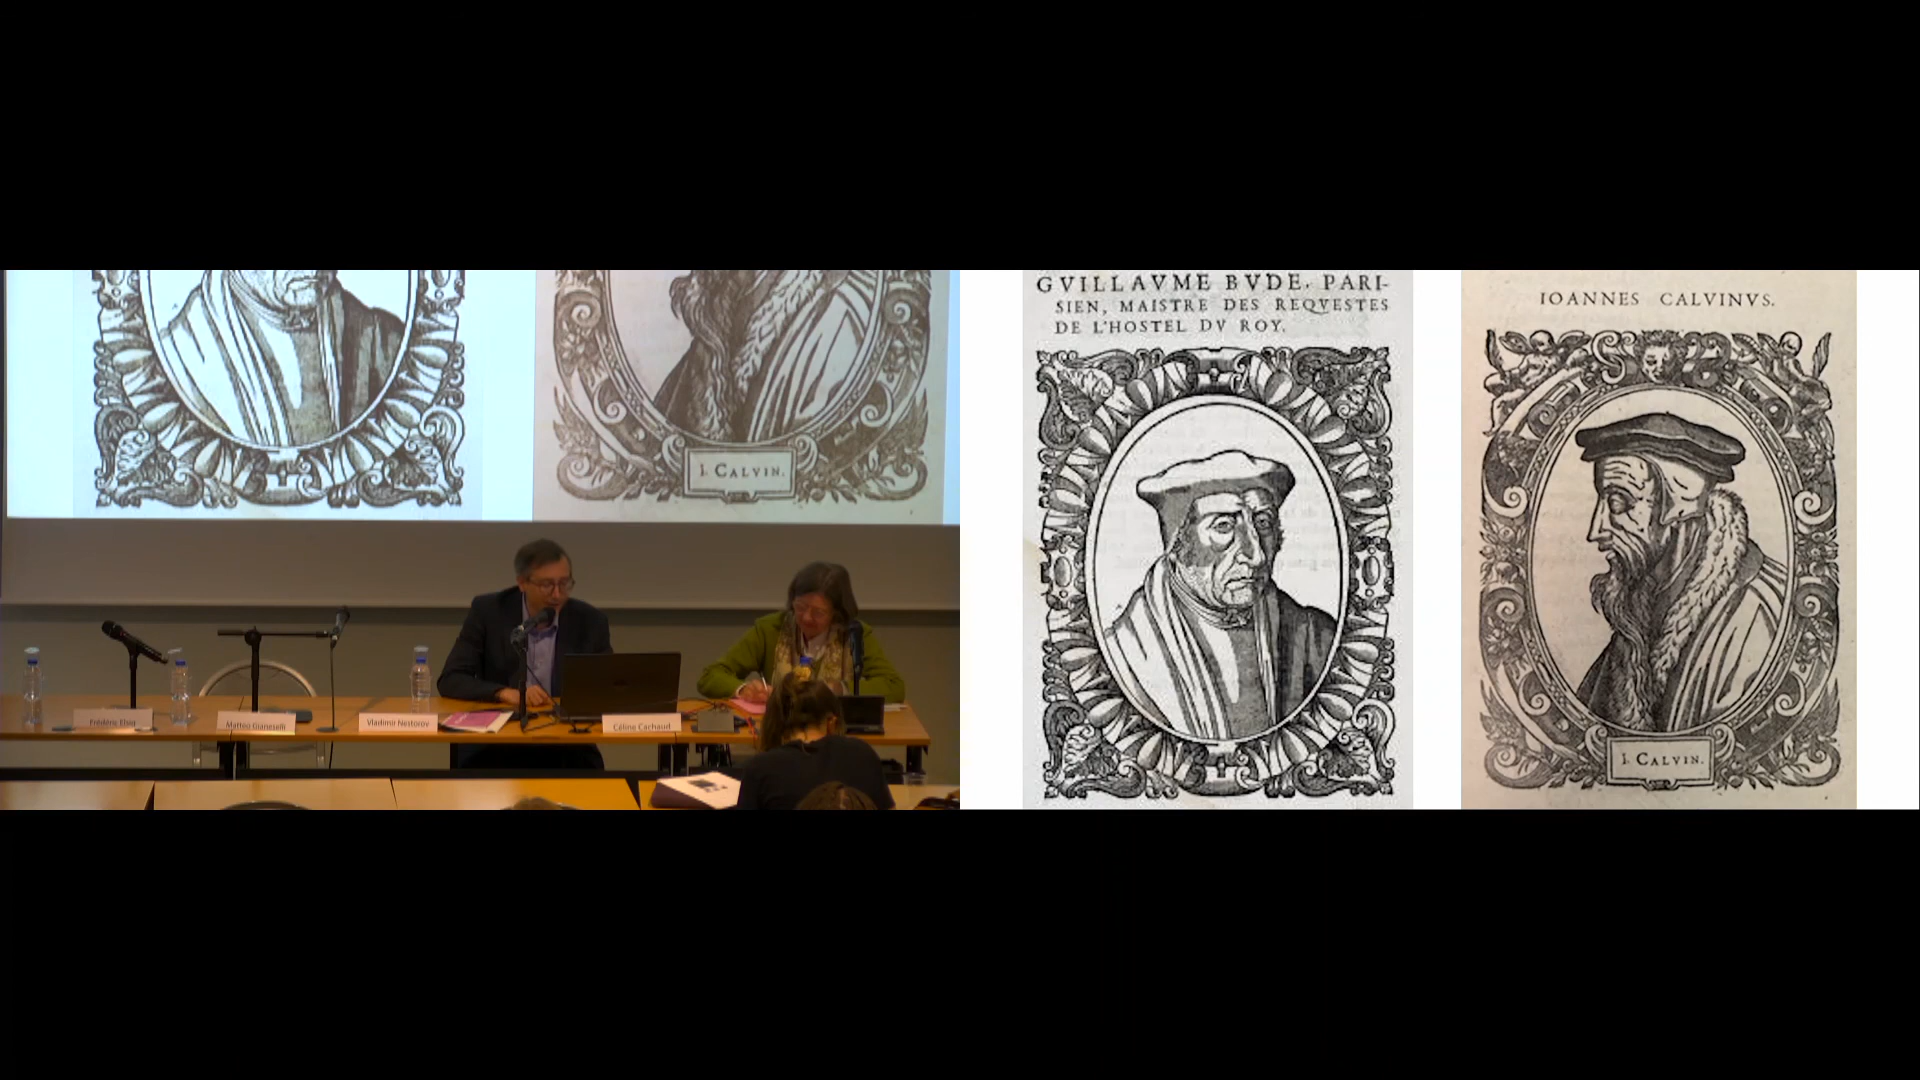 I. CALVIN.
Frédéric Elsig
Matteo Gianeselli
Vladimir Nestorov
Céline Cachaud
GVILLAVME BVDE, PARI-
SIEN, MAISTRE DES REQVESTES
DE L'HOSTEL DV ROY.
IOANNES CALVINVS.
I. CALVIN.